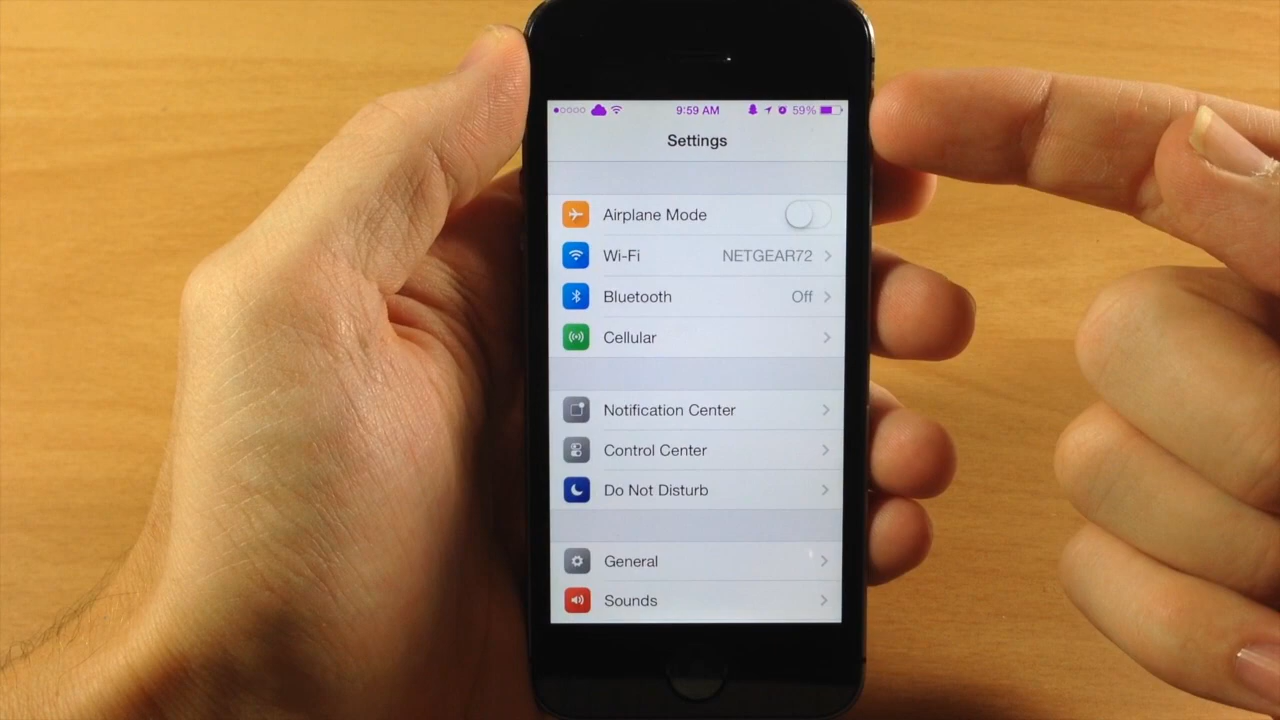 9:59 AM 59%
Settings
Airplane Mode
Wi-Fi NETGEAR72
Bluetooth Off
Cellular
Notification Center
Control Center
Do Not Disturb
General
Sounds